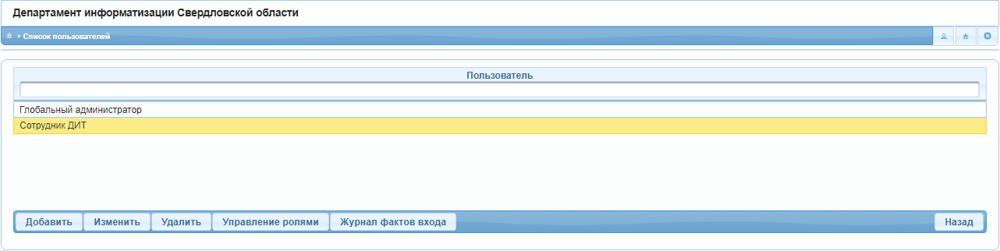 Департамент информатизации Свердловской области
Список пользователей
Пользователь
Глобальный администратор
Сотрудник ДИТ
Добавить Изменить Удалить Управление ролями Журнал фактов входа Назад